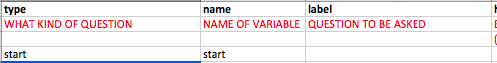 type name label
WHAT KIND OF QUESTION NAME OF VARIABLE QUESTION TO BE ASKED
start start